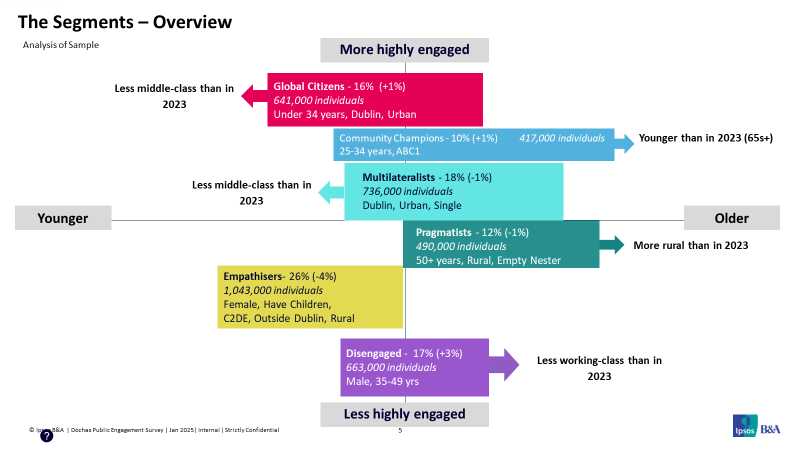 The Segments – Overview
Analysis of Sample
More highly engaged
Less middle-class than in
2023
Global Citizens - 16% (+1%)
641,000 individuals
Under 34 years, Dublin, Urban
Community Champions - 10% (+1%) 417,000 individuals
25-34 years, ABC1
Younger than in 2023 (65s+)
Less middle-class than in
2023
Multilateralists - 18% (-1%)
736,000 individuals
Dublin, Urban, Single
Younger
Older
Pragmatists - 12% (-1%)
490,000 individuals
50+ years, Rural, Empty Nester
More rural than in 2023
Empathisers- 26% (-4%)
1,043,000 individuals
Female, Have Children,
C2DE, Outside Dublin, Rural
Disengaged - 17% (+3%)
663,000 individuals
Male, 35-49 yrs
Less working-class than in
2023
Less highly engaged
© Ipsos B&A | Dóchas Public Engagement Survey | Jan 2025| Internal | Strictly Confidential
5
?
Ipsos B&A